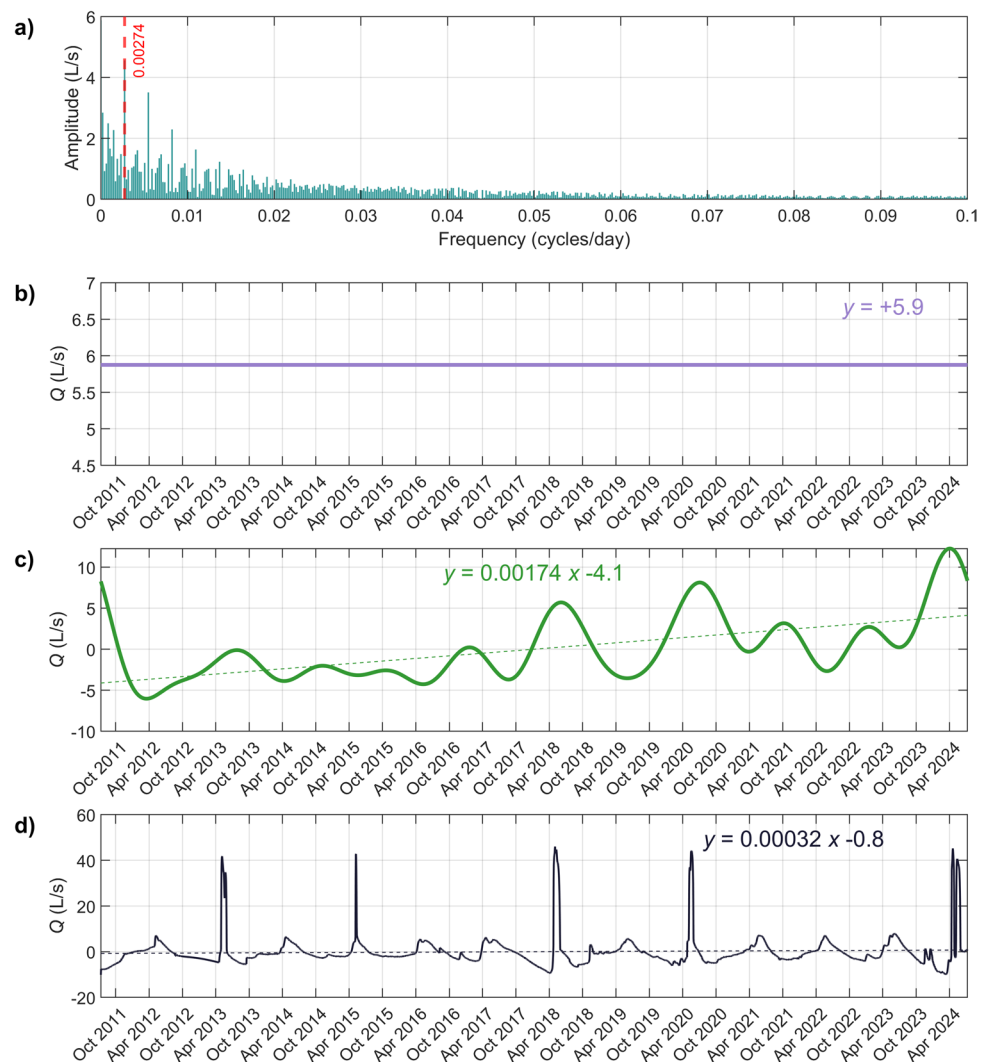 a)
6
4
2
0
Amplitude (L/s)
0.00274
0 0.01 0.02 0.03 0.04 0.05 0.06 0.07 0.08 0.09 0.1
Frequency (cycles/day)
b)
7
6.5
6
5.5
5
4.5
Q (L/s)
y = +5.9
Oct 2011 Apr 2012 Oct 2012 Apr 2013 Oct 2013 Apr 2014 Oct 2014 Apr 2015 Oct 2015 Apr 2016 Oct 2016 Apr 2017 Oct 2017 Apr 2018 Oct 2018 Apr 2019 Oct 2019 Apr 2020 Oct 2020 Apr 2021 Oct 2021 Apr 2022 Oct 2022 Apr 2023 Oct 2023 Apr 2024
c)
10
5
0
-5
-10
Q (L/s)
y = 0.00174 x -4.1
Oct 2011 Apr 2012 Oct 2012 Apr 2013 Oct 2013 Apr 2014 Oct 2014 Apr 2015 Oct 2015 Apr 2016 Oct 2016 Apr 2017 Oct 2017 Apr 2018 Oct 2018 Apr 2019 Oct 2019 Apr 2020 Oct 2020 Apr 2021 Oct 2021 Apr 2022 Oct 2022 Apr 2023 Oct 2023 Apr 2024
d)
60
40
20
0
-20
Q (L/s)
y = 0.00032 x -0.8
Oct 2011 Apr 2012 Oct 2012 Apr 2013 Oct 2013 Apr 2014 Oct 2014 Apr 2015 Oct 2015 Apr 2016 Oct 2016 Apr 2017 Oct 2017 Apr 2018 Oct 2018 Apr 2019 Oct 2019 Apr 2020 Oct 2020 Apr 2021 Oct 2021 Apr 2022 Oct 2022 Apr 2023 Oct 2023 Apr 2024